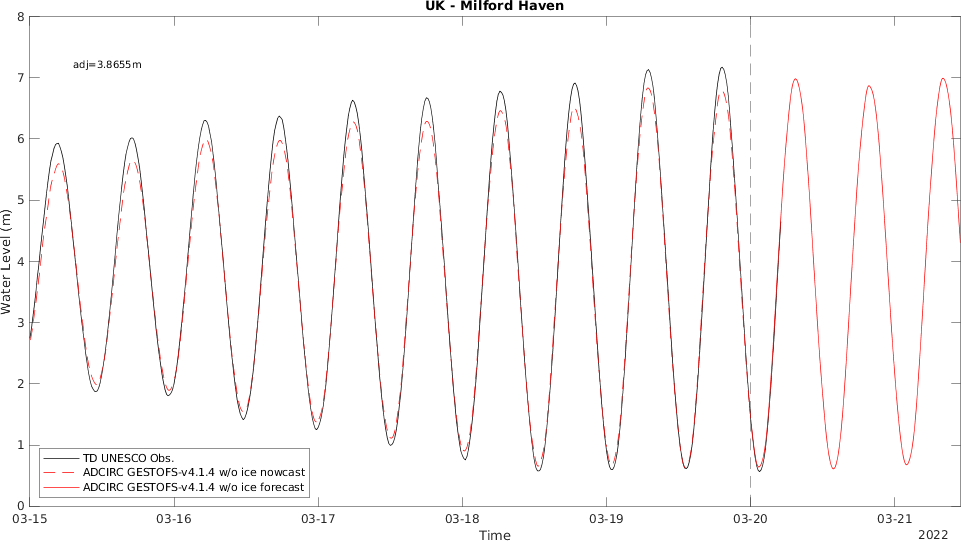 UK - Milford Haven
adj=3.8655m
8
7
6
5
4
3
2
1
0
Water Level (m)
TD UNESCO Obs.
ADCIRC GESTOFS-v4.1.4 w/o ice nowcast
ADCIRC GESTOFS-v4.1.4 w/o ice forecast
03-15 03-16 03-17 03-18 03-19 03-20 03-21
Time
2022